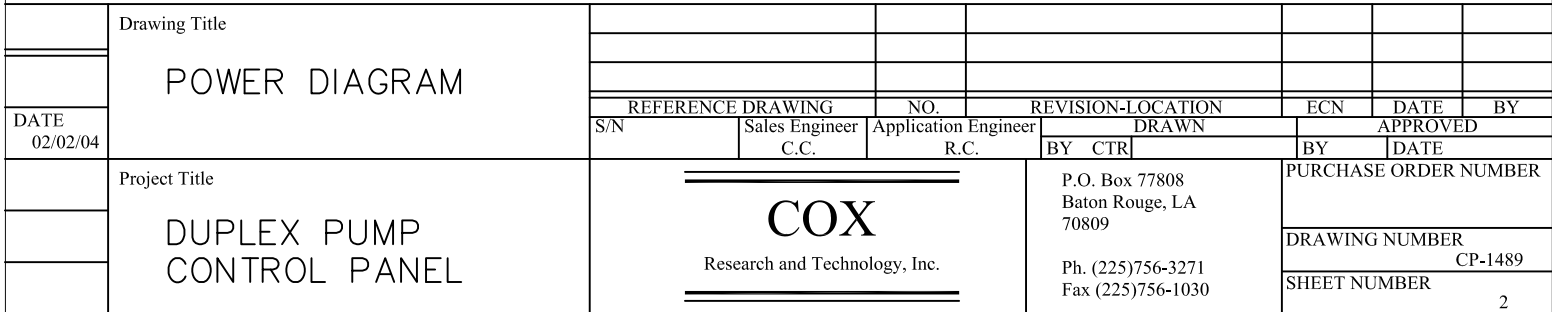 Drawing Title
POWER DIAGRAM
DATE
02/02/04
REFERENCE DRAWING NO. REVISION-LOCATION ECN DATE BY
S/N Sales Engineer Application Engineer DRAWN APPROVED
C.C. R.C. BY CTR BY DATE
Project Title
DUPLEX PUMP
CONTROL PANEL
COX
Research and Technology, Inc.
P.O. Box 77808
Baton Rouge, LA
70809
Ph. (225)756-3271
Fax (225)756-1030
PURCHASE ORDER NUMBER
DRAWING NUMBER
CP-1489
SHEET NUMBER
2